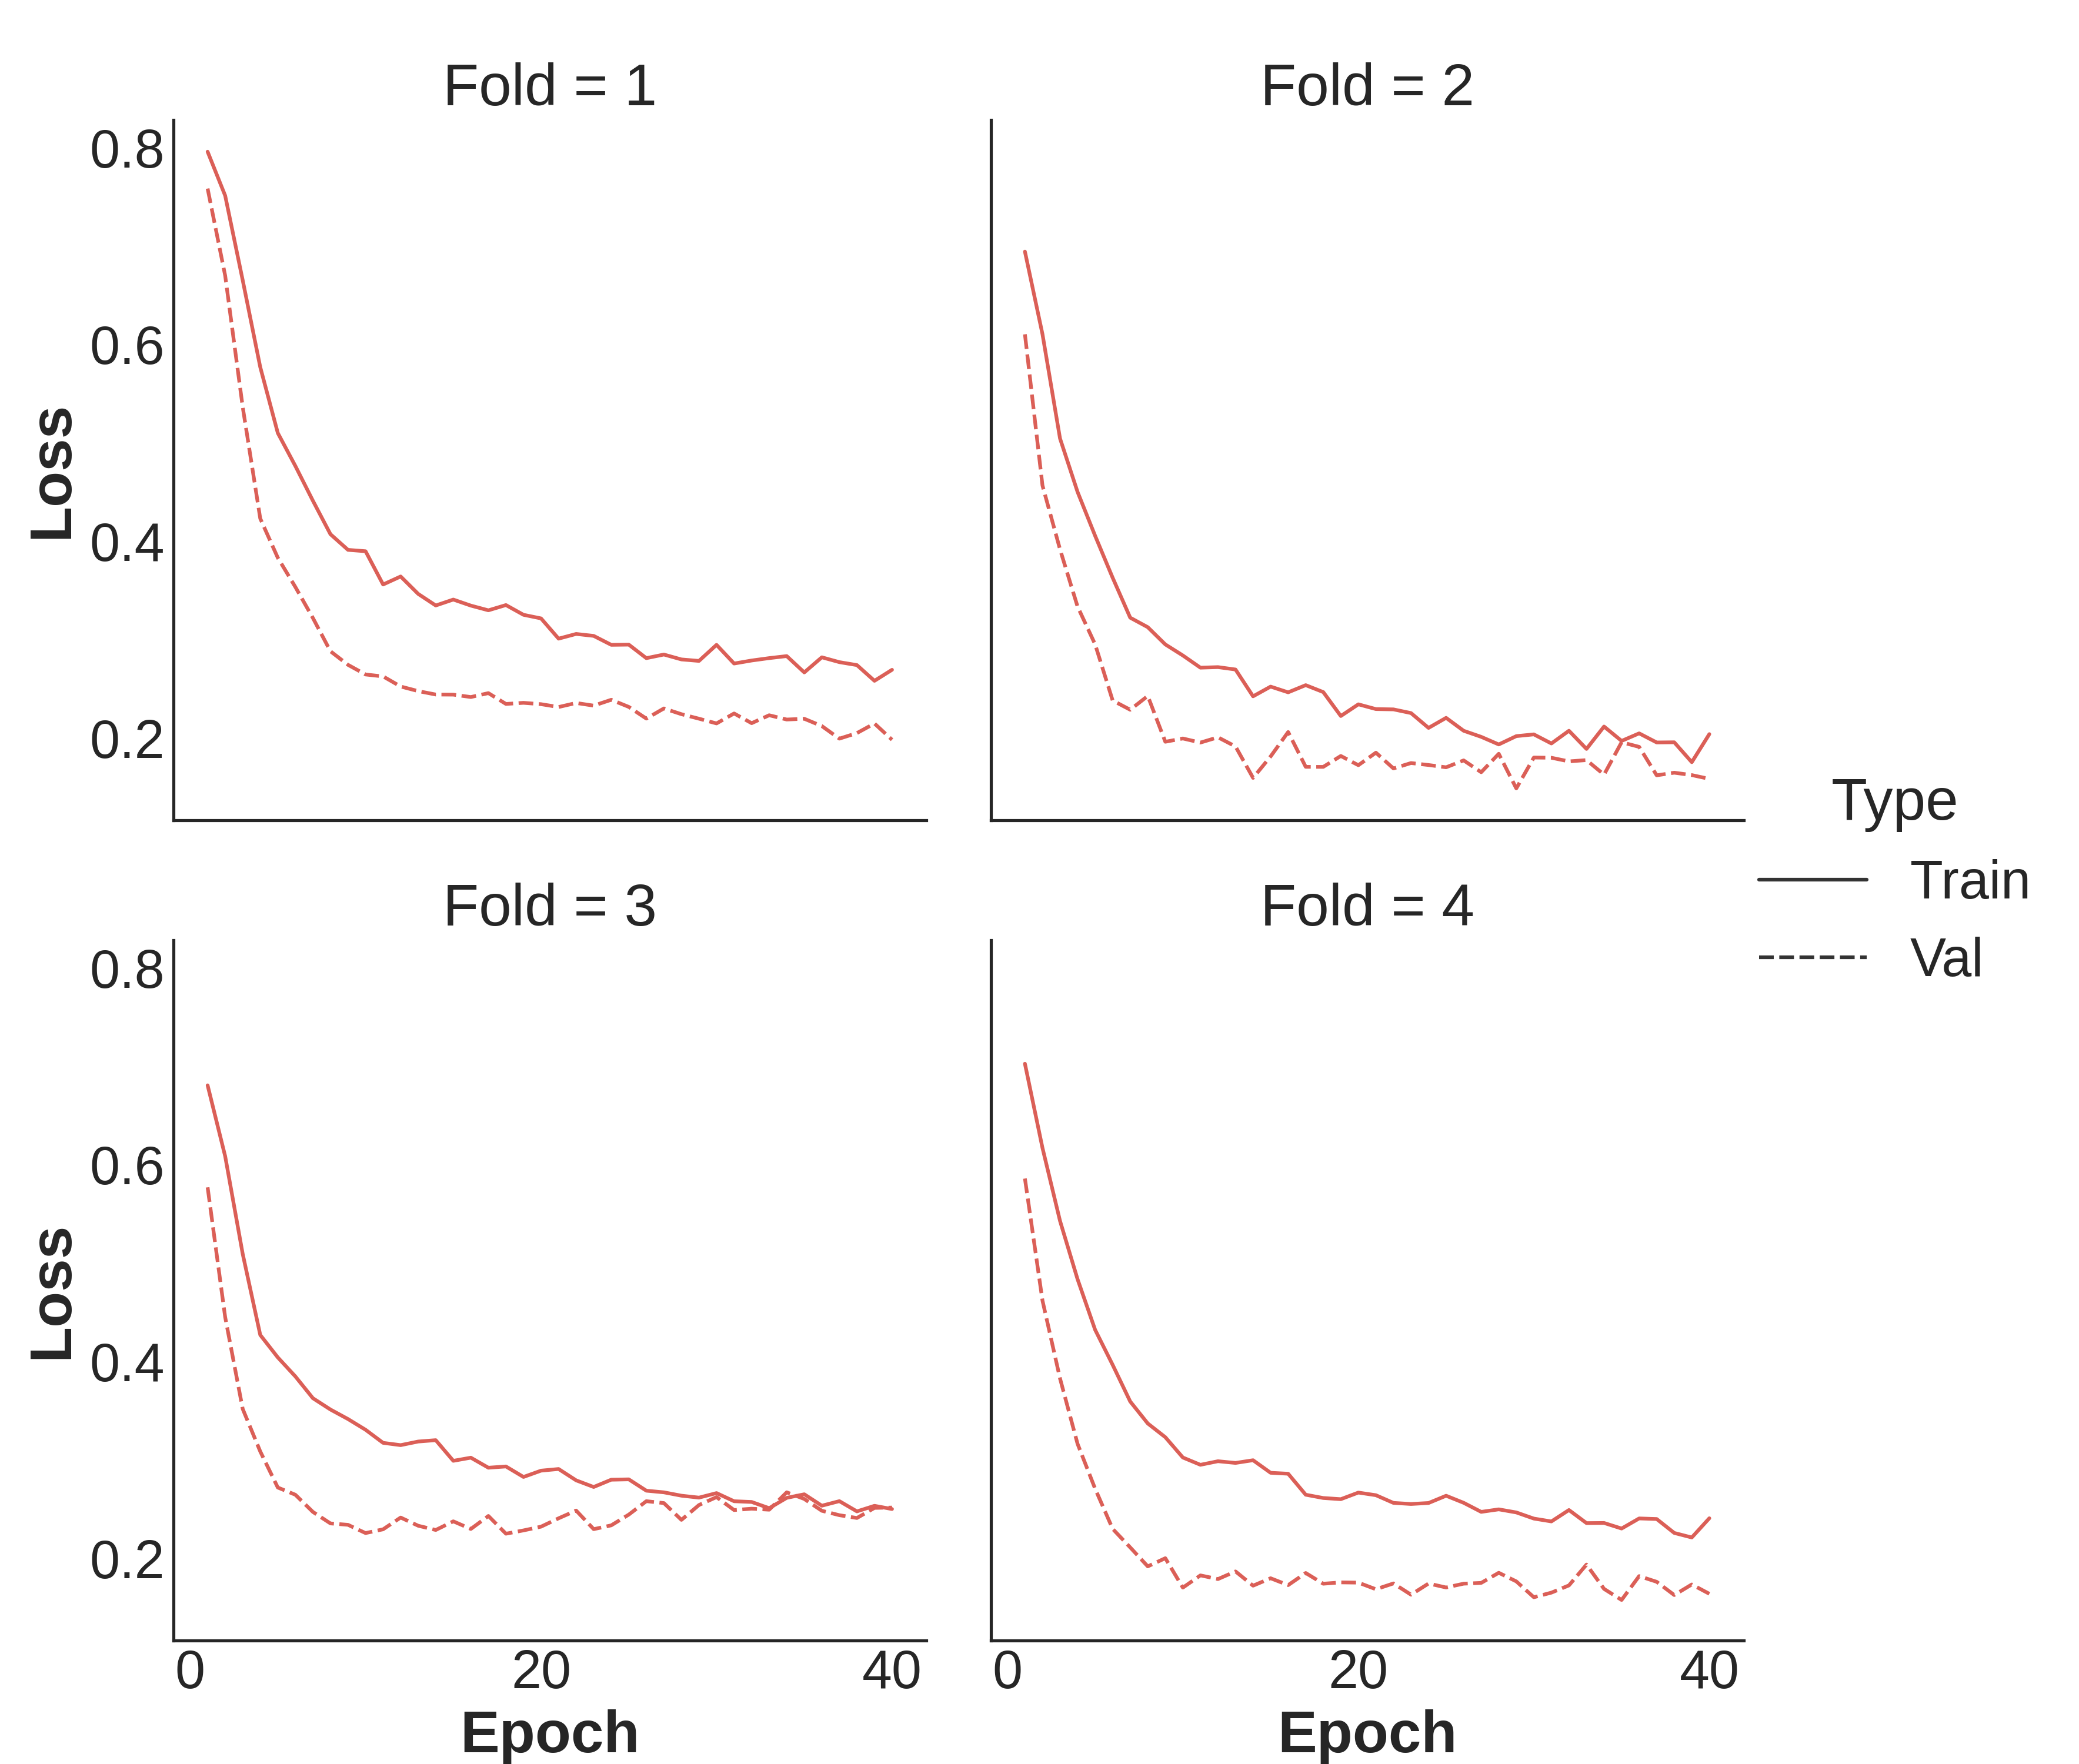 Fold = 1
Fold = 2
0.8
0.6
0.4
0.2
Loss
Type
Train
Val
Fold = 3
Fold = 4
0.8
0.6
0.4
0.2
Loss
0 20 40
0 20 40
Epoch
Epoch